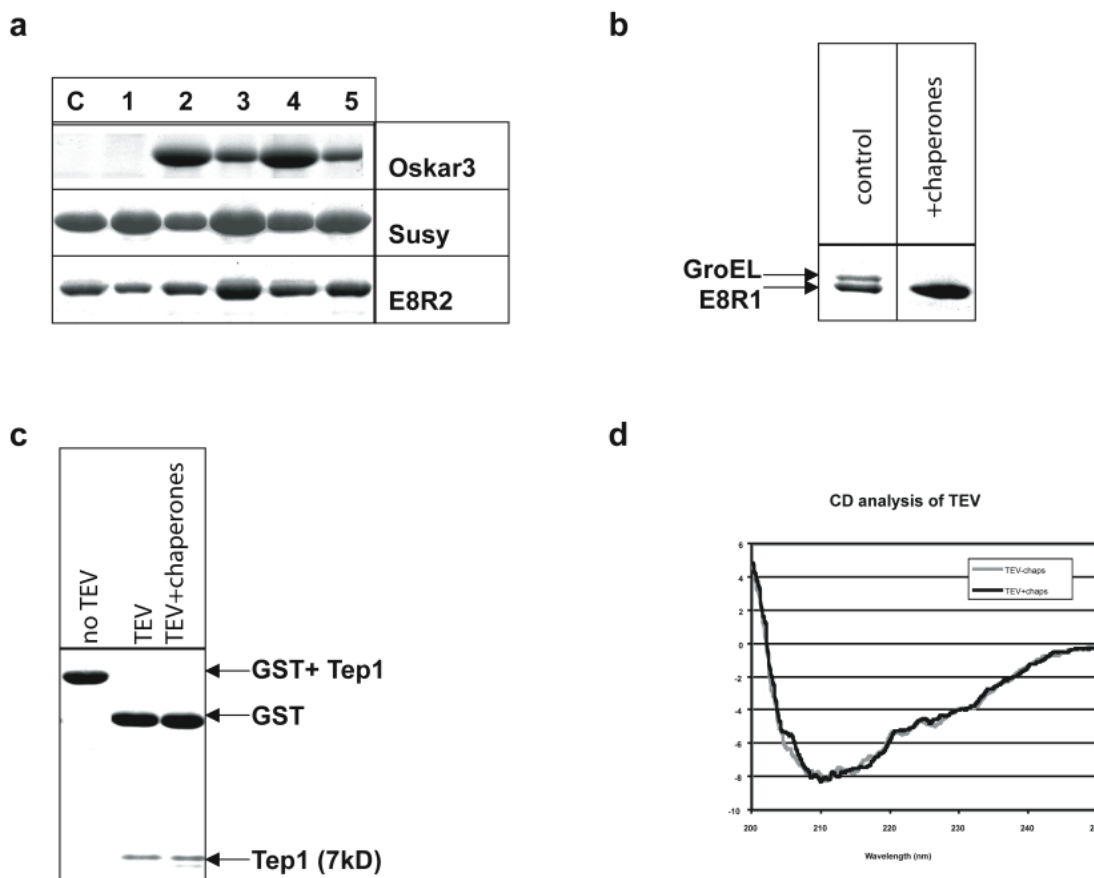 a
C 1 2 3 4 5
Oskar3
Susy
E8R2
b
control
+chaperones
GroEL
E8R1
c
no TEV
TEV
TEV+chaperones
GST+ Tep1
GST
Tep1 (7kD)
d
CD analysis of TEV
6
4
2
0
-2
-4
-6
-8
-10
TEV-chaps
TEV+chaps
200 210 220 230 240
Wavelength (nm)